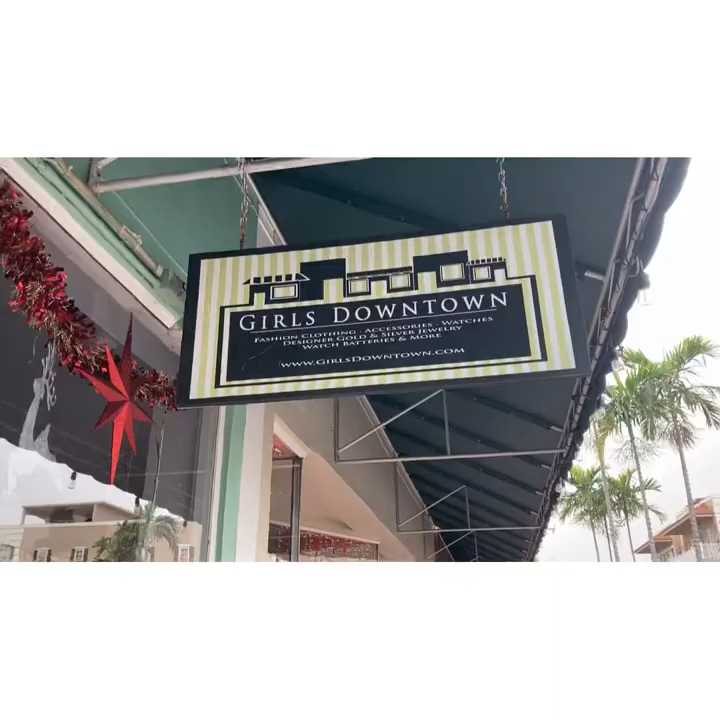 GIRLS DOWNTOWN
FASHION CLOTHING · ACCESSORIES · WATCHES
DESIGNER GOLD & SILVER JEWELRY
WATCH BATTERIES & MORE
WWW.GIRLSDOWNTOWN.COM